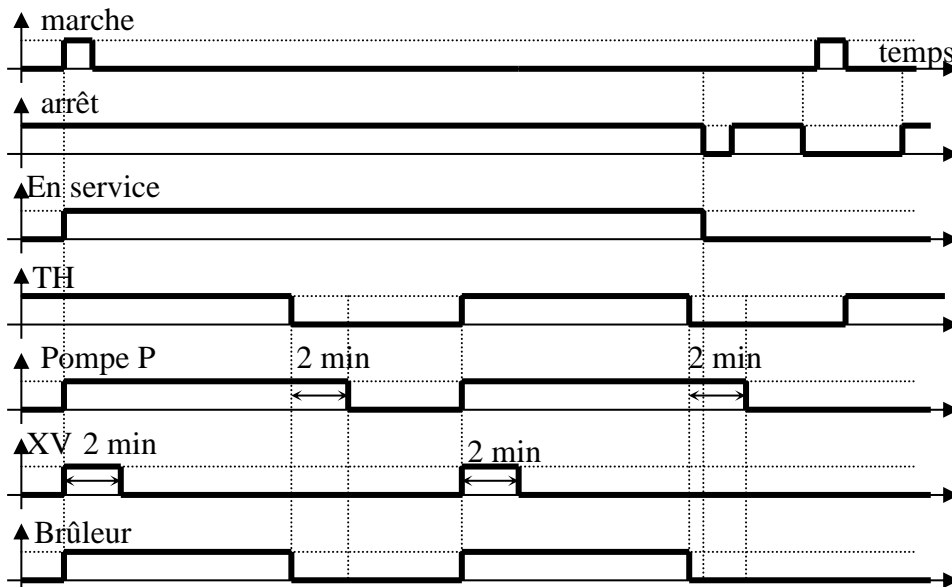 marche
temps
arrêt
En service
TH
Pompe P
2 min
2 min
XV 2 min
2 min
Brûleur